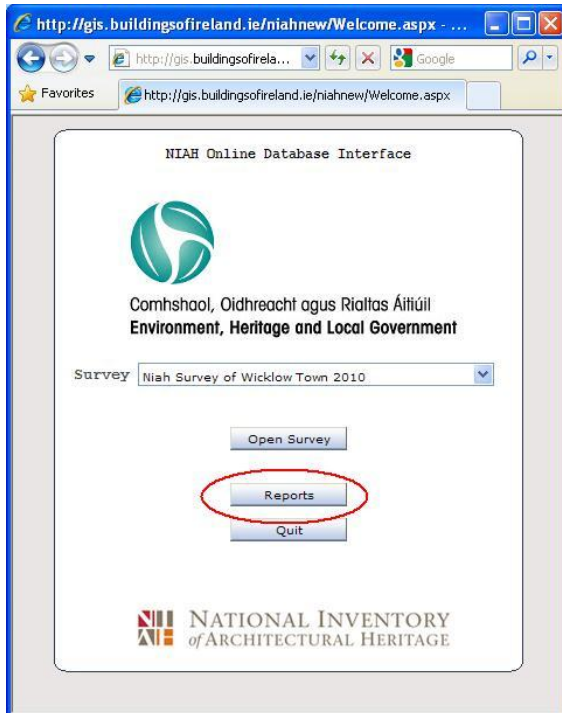 http://gis.buildingsofireland.ie/niahnew/Welcome.aspx - ...
http://gis.buildingsofirela...
Google
Favorites
http://gis.buildingsofireland.ie/niahnew/Welcome.aspx
NIAH Online Database Interface
Comhshaol, Oidhreacht agus Rialtas Áitiúil
Environment, Heritage and Local Government
Survey Niah Survey of Wicklow Town 2010
Open Survey
Reports
Quit
NIAH
NATIONAL INVENTORY
of ARCHITECTURAL HERITAGE